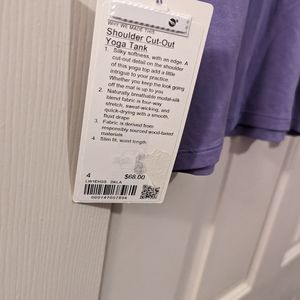 WHY WE MADE THIS
Shoulder Cut-Out
Yoga Tank
1. Silky softness, with an edge. A
cut-out detail on the shoulder
of this yoga top add a little
intrigue to your practice.
Whether you keep the look going
off the mat is up to you
2. Naturally breathable modal-silk
blend fabric is four-way
stretch, sweat-wicking, and
quick-drying with a smooth,
fluid drape
3. Fabric is derived from
responsibly sourced wood-based
materials
4. Slim fit, waist length
4 $68.00